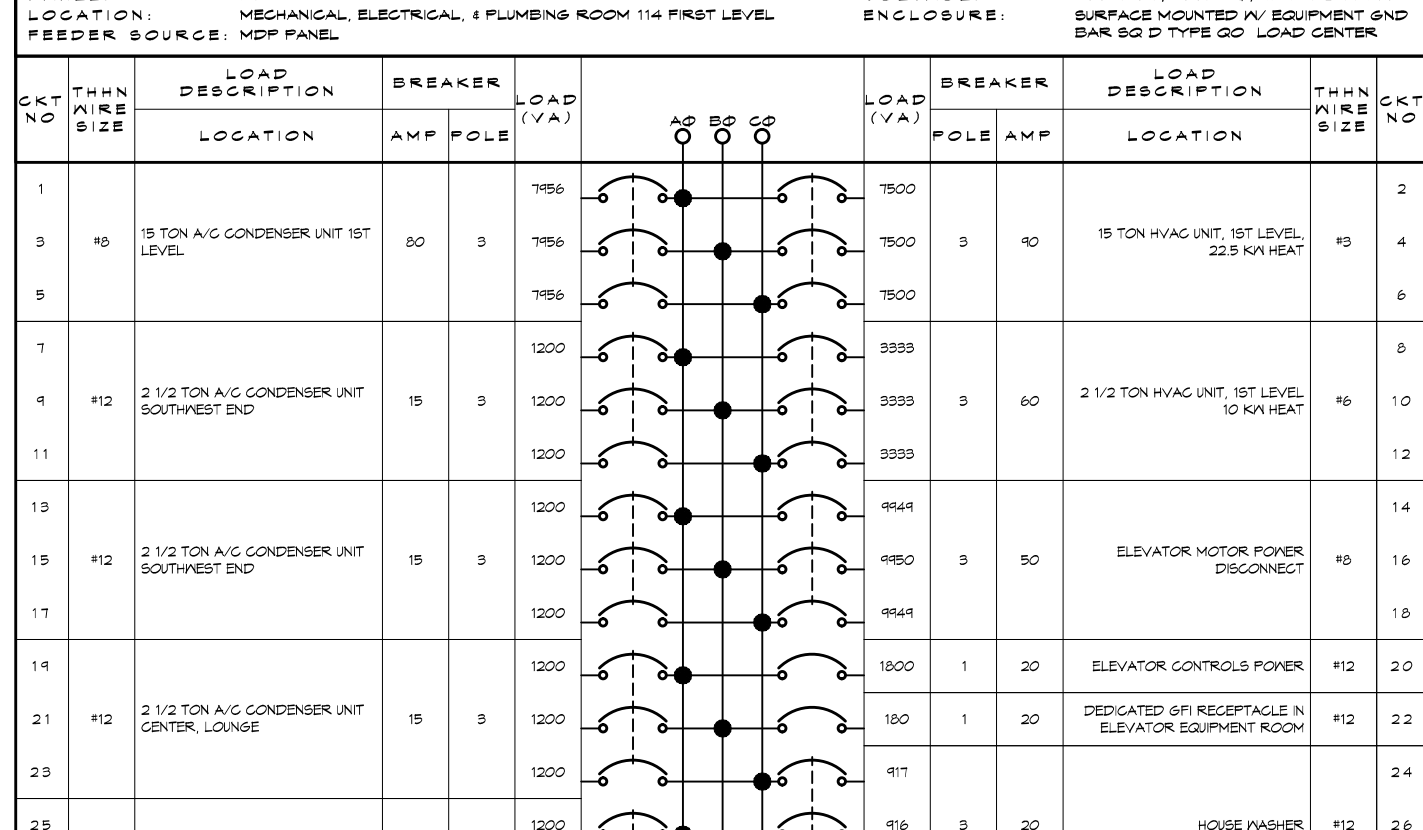 LOCATION: MECHANICAL, ELECTRICAL, & PLUMBING ROOM 114 FIRST LEVEL
FEEDER SOURCE: MDP PANEL
ENCLOSURE: SURFACE MOUNTED W/ EQUIPMENT GND
BAR SQ D TYPE QO LOAD CENTER
CKT
NO
THHN
WIRE
SIZE
LOAD
DESCRIPTION
LOCATION
BREAKER
AMP POLE
LOAD
(VA)
AΦ BΦ CΦ
LOAD
(VA)
BREAKER
POLE AMP
LOAD
DESCRIPTION
LOCATION
THHN
WIRE
SIZE
CKT
NO
1 7956 7500 2
3 #8 15 TON A/C CONDENSER UNIT 1ST
LEVEL
80 3 7956 7500 3 90 15 TON HVAC UNIT, 1ST LEVEL,
22.5 KW HEAT
#3 4
5 7956 7500 6
7 1200 3333 8
9 #12 2 1/2 TON A/C CONDENSER UNIT
SOUTHWEST END
15 3 1200 3333 3 60 2 1/2 TON HVAC UNIT, 1ST LEVEL
10 KW HEAT
#6 10
11 1200 3333 12
13 1200 9949 14
15 #12 2 1/2 TON A/C CONDENSER UNIT
SOUTHWEST END
15 3 1200 9950 3 50 ELEVATOR MOTOR POWER
DISCONNECT
#8 16
17 1200 9949 18
19 1200 1800 1 20 ELEVATOR CONTROLS POWER #12 20
21 #12 2 1/2 TON A/C CONDENSER UNIT
CENTER, LOUNGE
15 3 1200 180 1 20 DEDICATED GFI RECEPTACLE IN
ELEVATOR EQUIPMENT ROOM
#12 22
23 1200 917 24
25 1200 916 3 20 HOUSE WASHER #12 26